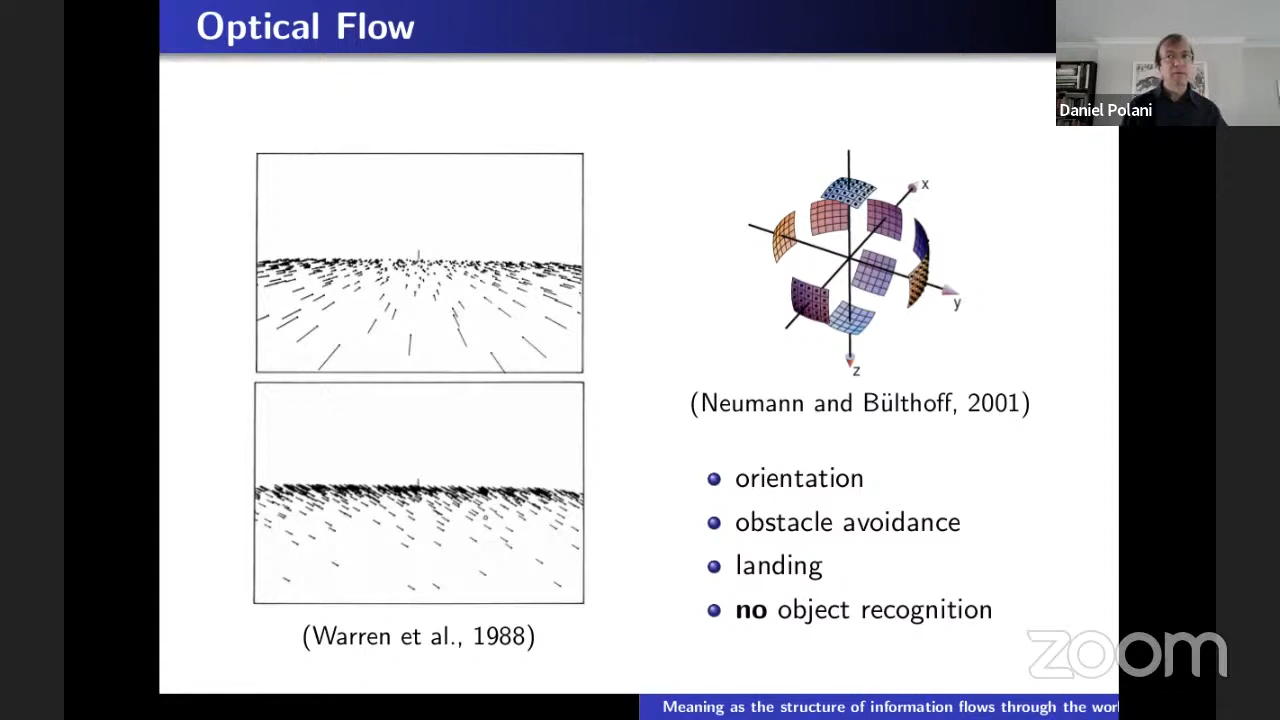 Optical Flow
Daniel Polani
x
y
z
(Neumann and Bülthoff, 2001)
orientation
obstacle avoidance
landing
no object recognition
(Warren et al., 1988)
zoom
Meaning as the structure of information flows through the wor